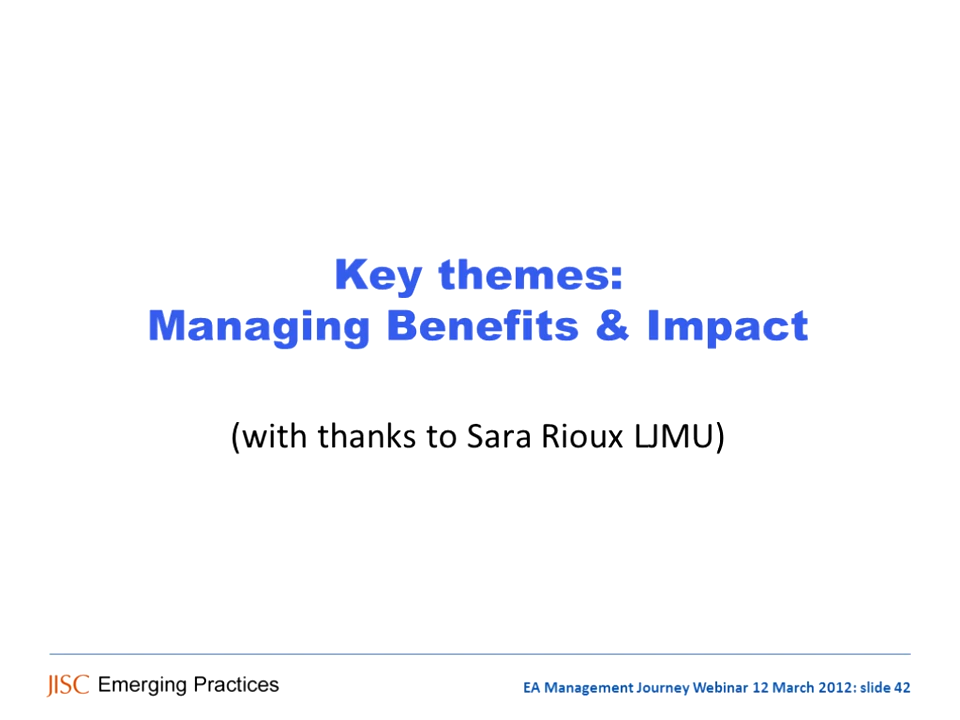 Key themes:
Managing Benefits & Impact
(with thanks to Sara Rioux LJMU)
JISC Emerging Practices
EA Management Journey Webinar 12 March 2012: slide 42